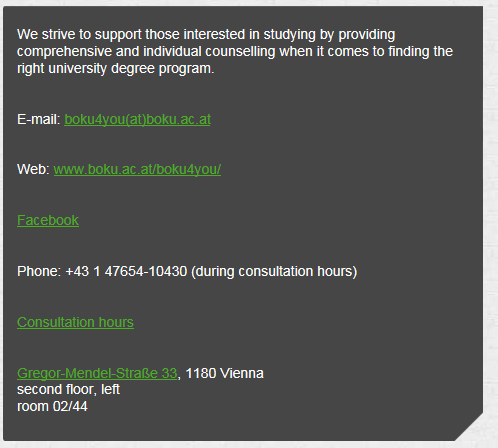 We strive to support those interested in studying by providing
comprehensive and individual counselling when it comes to finding the
right university degree program.
E-mail: boku4you(at)boku.ac.at
Web: www.boku.ac.at/boku4you/
Facebook
Phone: +43 1 47654-10430 (during consultation hours)
Consultation hours
Gregor-Mendel-Straße 33, 1180 Vienna
second floor, left
room 02/44